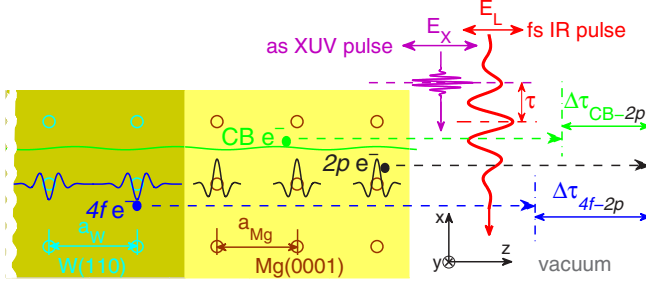 E_L
E_X
fs IR pulse
as XUV pulse
τ
Δτ_CB−2p
CB e⁻
2p e⁻
4f e⁻
Δτ_4f−2p
a_W
a_Mg
x
W(110)
Mg(0001)
y
z
vacuum